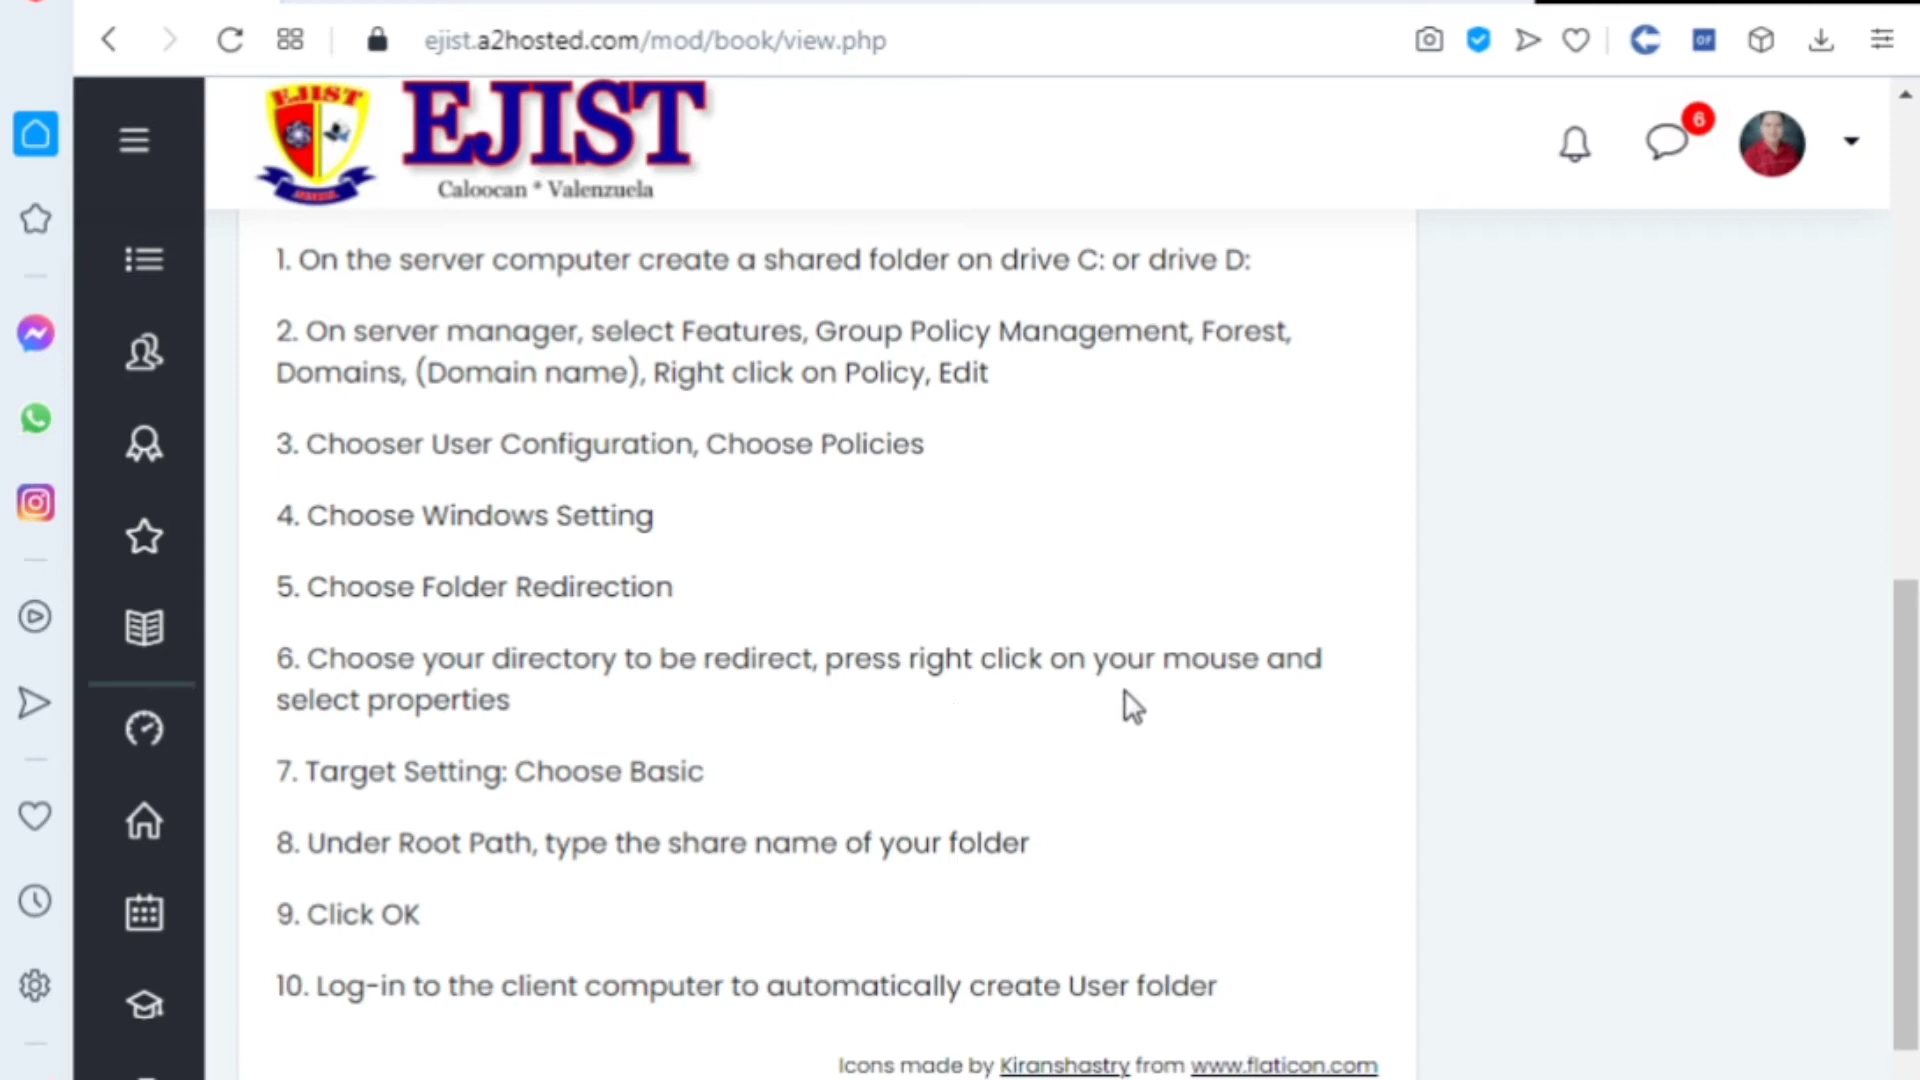 ejist.a2hosted.com/mod/book/view.php
EJIST
EJIST
Caloocan * Valenzuela
6
1. On the server computer create a shared folder on drive C: or drive D:
2. On server manager, select Features, Group Policy Management, Forest,
Domains, (Domain name), Right click on Policy, Edit
3. Chooser User Configuration, Choose Policies
4. Choose Windows Setting
5. Choose Folder Redirection
6. Choose your directory to be redirect, press right click on your mouse and
select properties
7. Target Setting: Choose Basic
8. Under Root Path, type the share name of your folder
9. Click OK
10. Log-in to the client computer to automatically create User folder
Icons made by Kiranshastry from www.flaticon.com